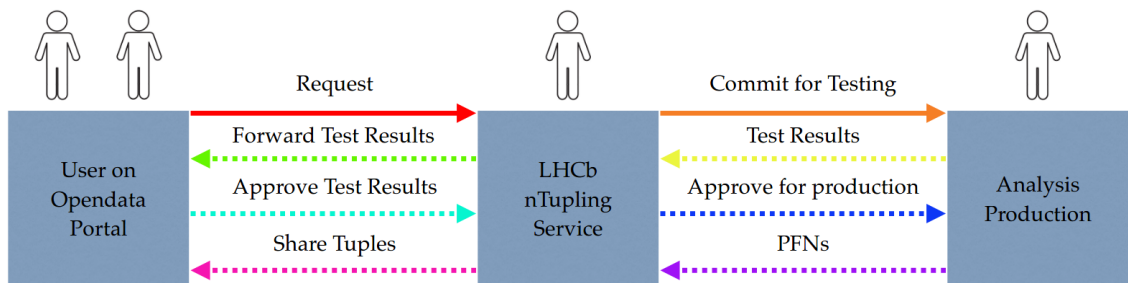 Request
Commit for Testing
Forward Test Results
Test Results
User on
Opendata
Portal
LHCb
nTupling
Service
Analysis
Production
Approve Test Results
Approve for production
Share Tuples
PFNs